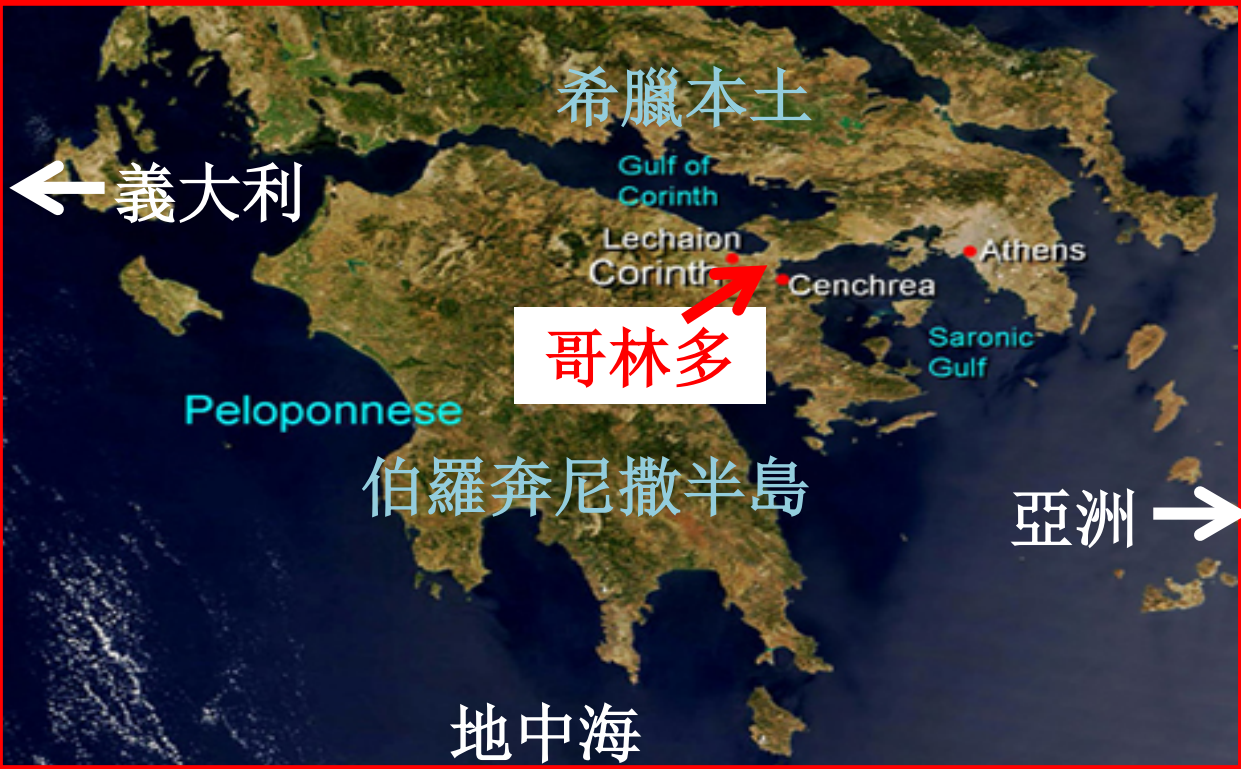 希臘本土
Gulf of
Corinth
義大利
Lechaion
Corinth
Athens
Cenchrea
哥林多
Saronic
Gulf
Peloponnese
伯羅奔尼撒半島
亞洲
地中海